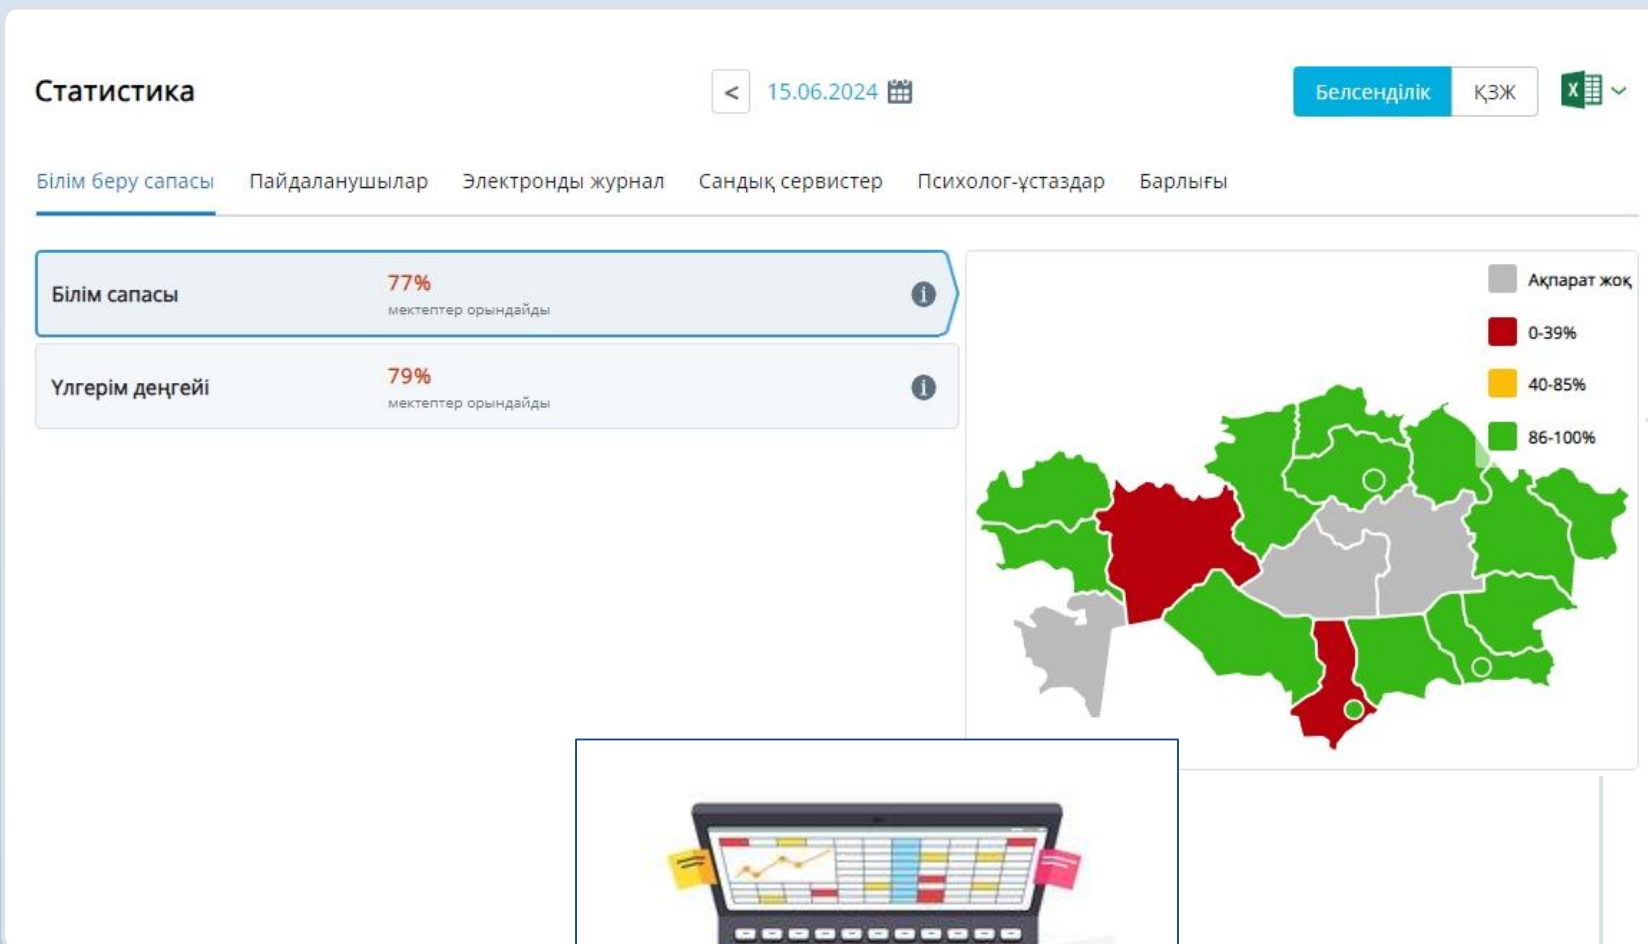 Статистика
< 15.06.2024
Белсенділік ҚЗЖ
Білім беру сапасы Пайдаланушылар Электронды журнал Сандық сервистер Психолог-ұстаздар Барлығы
Білім сапасы
77%
мектептер орындайды
Үлгерім деңгейі
79%
мектептер орындайды
Ақпарат жоқ
0-39%
40-85%
86-100%